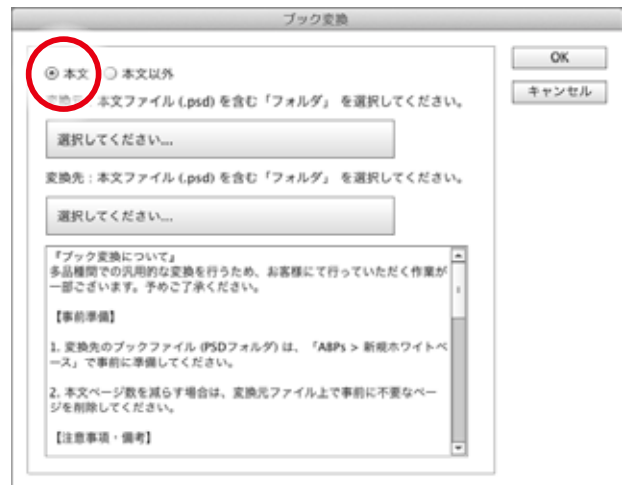 ブック変換
本文 本文以外
OK
キャンセル
本文ファイル (.psd) を含む「フォルダ」 を選択してください。
選択してください...
変換先 : 本文ファイル (.psd) を含む「フォルダ」 を選択してください。
選択してください...
『ブック変換について』
多品種間での汎用的な変換を行うため、お客様にて行っていただく作業が
一部ございます。予めご了承ください。
【事前準備】
1. 変換先のブックファイル (PSDフォルダ) は、「ABPs > 新規ホワイトベ
ース」で事前に準備してください。
2. 本文ページ数を減らす場合は、変換元ファイル上で事前に不要なペー
ジを削除してください。
【注意事項・備考】